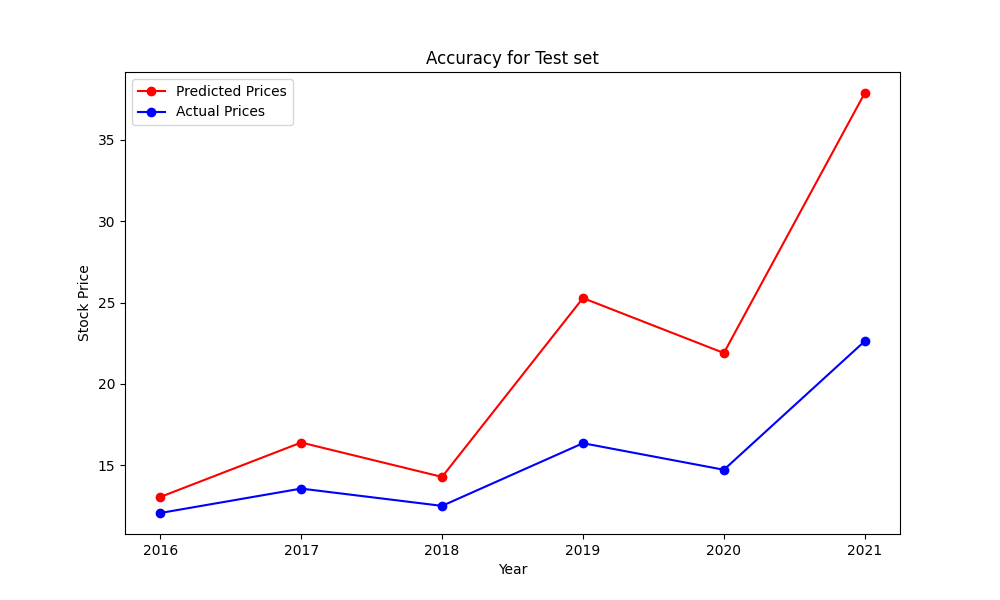 Accuracy for Test set
Predicted Prices
Actual Prices
Stock Price
35
30
25
20
15
2016 2017 2018 2019 2020 2021
Year